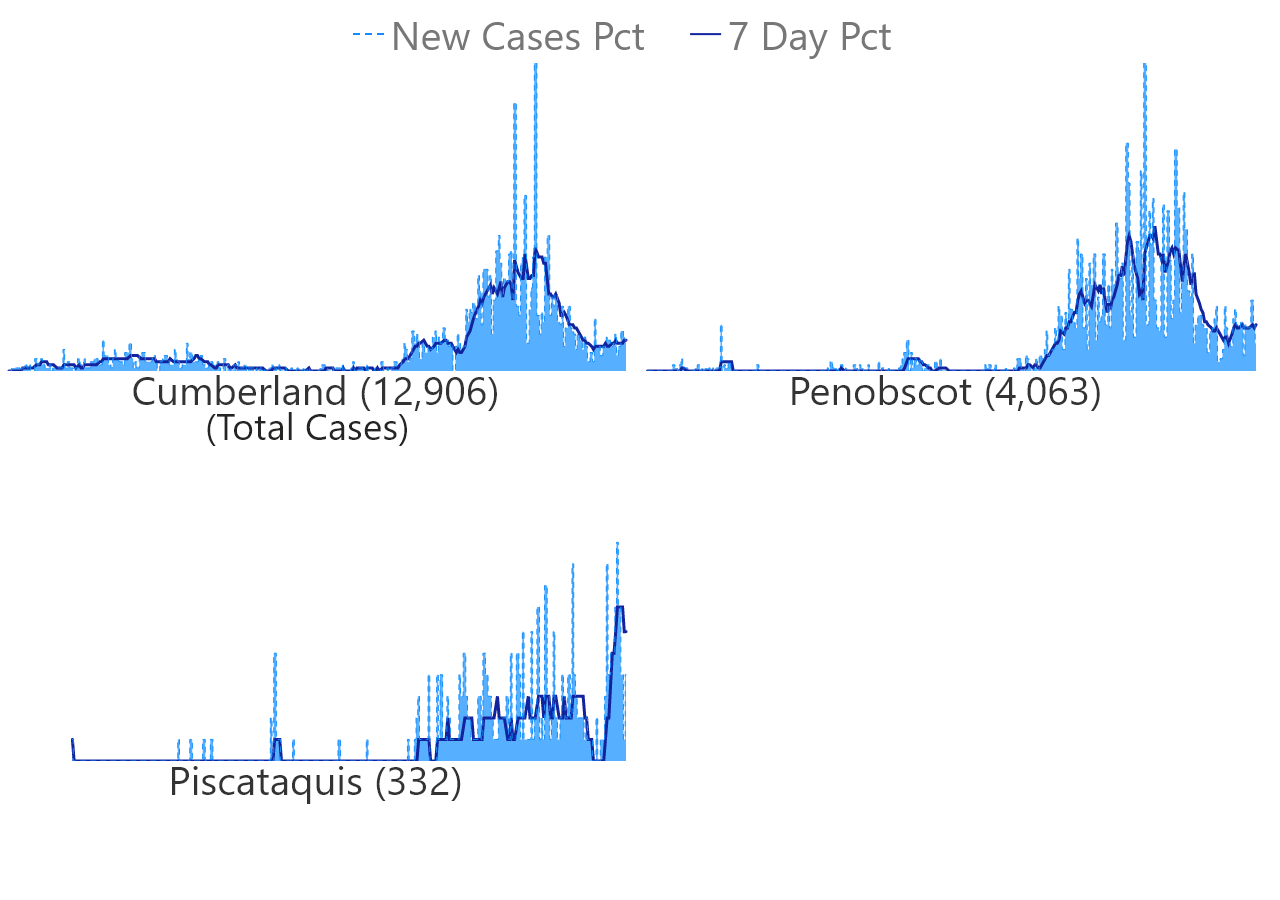 New Cases Pct 7 Day Pct
Cumberland (12,906)
(Total Cases)
Penobscot (4,063)
Piscataquis (332)